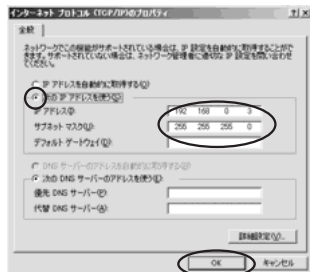 インターネット プロトコル (TCP/IP)のプロパティ
全般
ネットワークでこの機能がサポートされている場合は、IP 設定を自動的に取得することができます。サポートされていない場合は、ネットワーク管理者に適切な IP 設定を問い合わせてください。
IP アドレスを自動的に取得する(O)
次の IP アドレスを使う(S):
IP アドレス(I): 192 168 0 3
サブネット マスク(U): 255 255 255 0
デフォルト ゲートウェイ(D):
DNS サーバーのアドレスを自動的に取得する(B)
次の DNS サーバーのアドレスを使う(E):
優先 DNS サーバー(P):
代替 DNS サーバー(A):
詳細設定(V)...
OK キャンセル